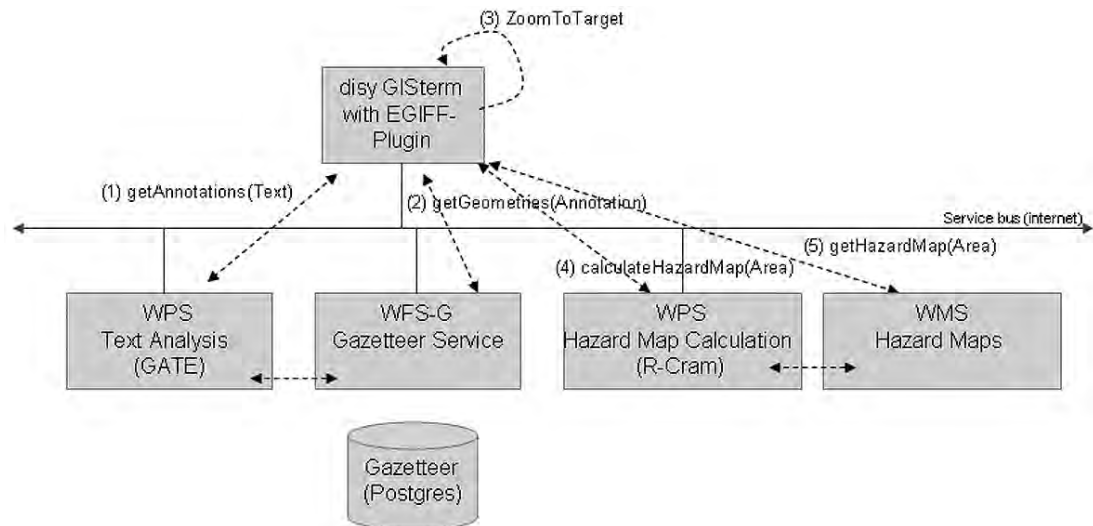 (3) ZoomToTarget
disy GISterm
with EGIFF-
Plugin
(1) getAnnotations(Text)
(2) getGeometries(Annotation)
Service bus (internet)
(5) getHazardMap(Area)
(4) calculateHazardMap(Area)
WPS
Text Analysis
(GATE)
WFS-G
Gazetteer Service
WPS
Hazard Map Calculation
(R-Cram)
WMS
Hazard Maps
Gazetteer
(Postgres)